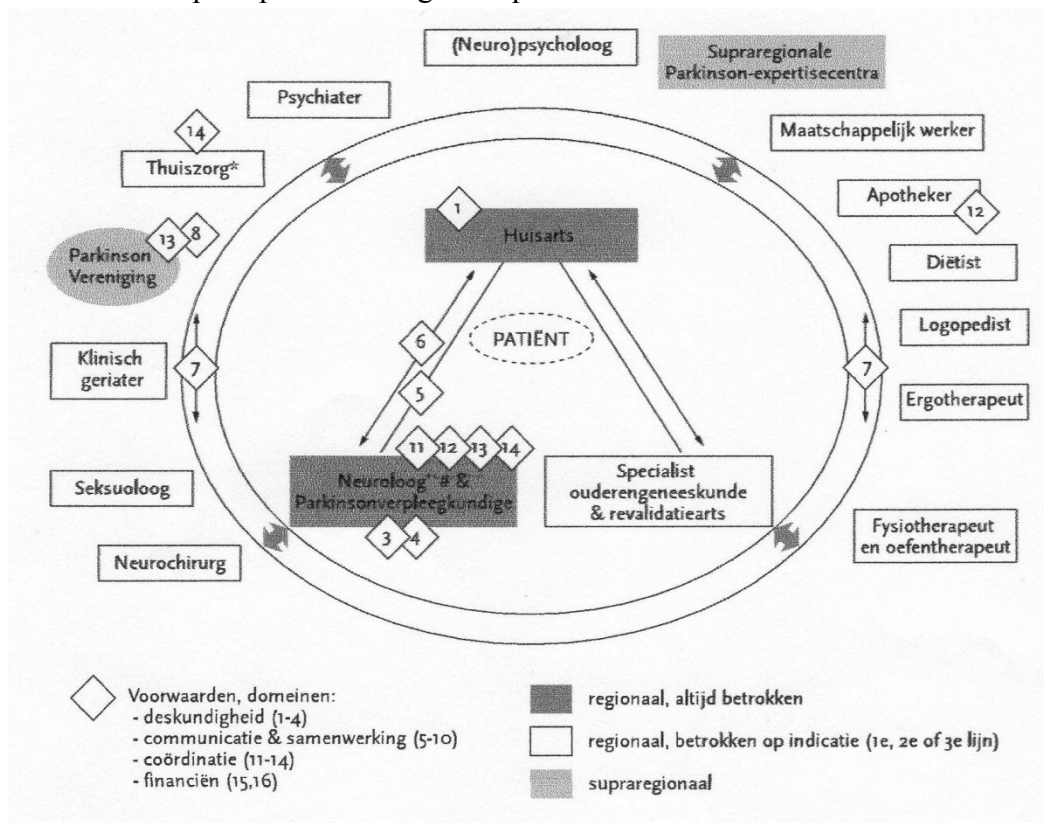 (Neuro)psycholoog
Supraregionale
Parkinson-expertisecentra
Psychiater
Maatschappelijk werker
14
Thuiszorg*
Apotheker
12
1
Huisarts
13
8
Parkinson
Vereniging
Diëtist
Logopedist
6
PATIËNT
Klinisch
geriater
7
7
5
Ergotherapeut
11
12
13
14
Seksuoloog
Neuroloog**# &
Parkinsonverpleegkundige
Specialist
ouderengeneeskunde
& revalidatiearts
3
4
Fysiotherapeut
en oefentherapeut
Neurochirurg
Voorwaarden, domeinen:
- deskundigheid (1-4)
- communicatie & samenwerking (5-10)
- coördinatie (11-14)
- financiën (15,16)
regionaal, altijd betrokken
regionaal, betrokken op indicatie (1e, 2e of 3e lijn)
supraregionaal